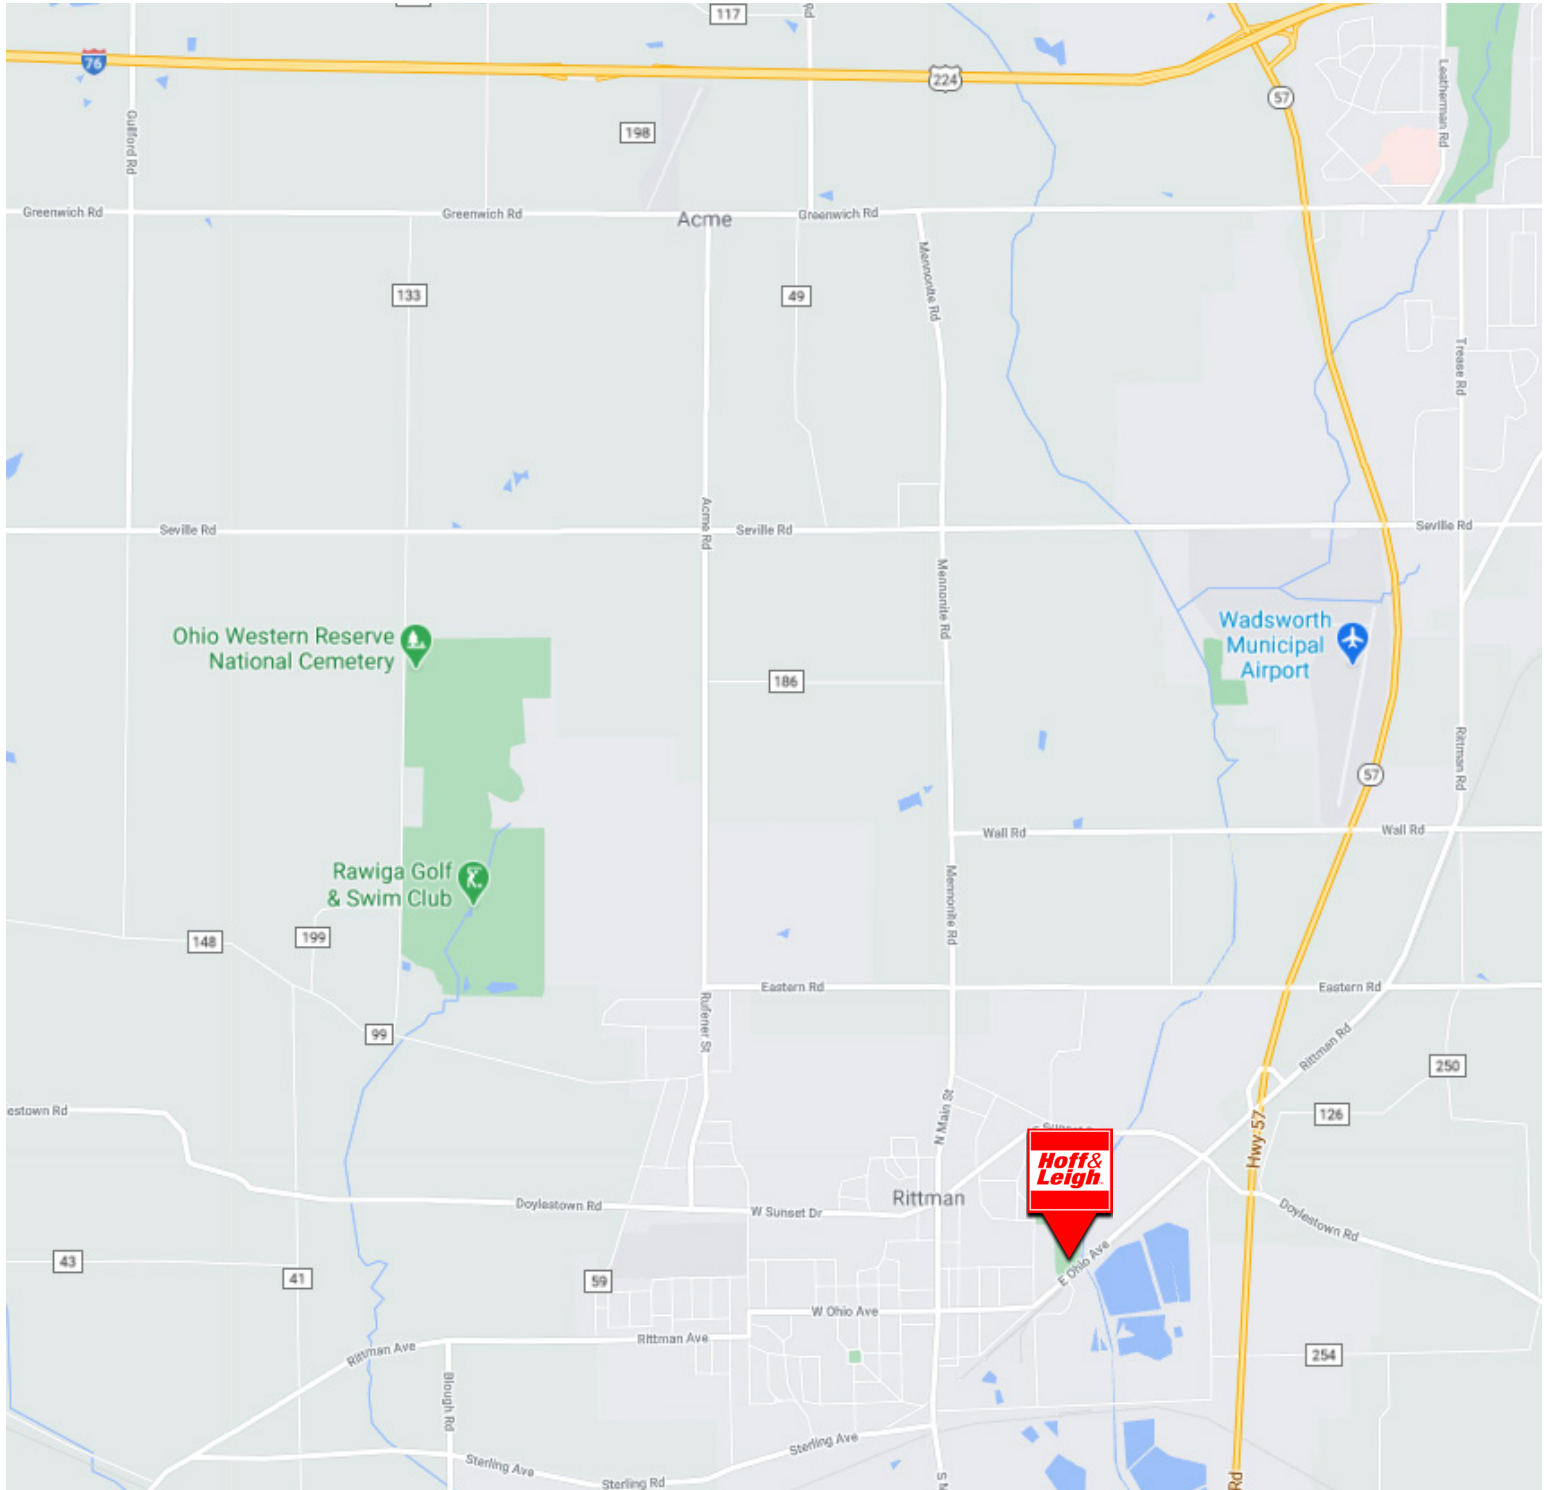 117
Rd
76
224
57
Leatherman Rd
198
Guilford Rd
Greenwich Rd
Greenwich Rd
Acme
Greenwich Rd
133
49
Mennonite Rd
Trease Rd
Seville Rd
Acme Rd
Seville Rd
Seville Rd
Mennonite Rd
Ohio Western Reserve
National Cemetery
Wadsworth
Municipal
Airport
186
Rittman Rd
57
Wall Rd
Wall Rd
Rawiga Golf
& Swim Club
Mennonite Rd
148
199
Eastern Rd
Eastern Rd
Rufener St
99
Rittman Rd
250
estown Rd
N Main St
126
Hwy 57
Hoff&
Leigh
Rittman
Doylestown Rd
W Sunset Dr
Doylestown Rd
43
41
59
E Ohio Ave
W Ohio Ave
Rittman Ave
Rittman Ave
254
Blough Rd
Sterling Ave
Sterling Ave
Sterling Rd
Rd